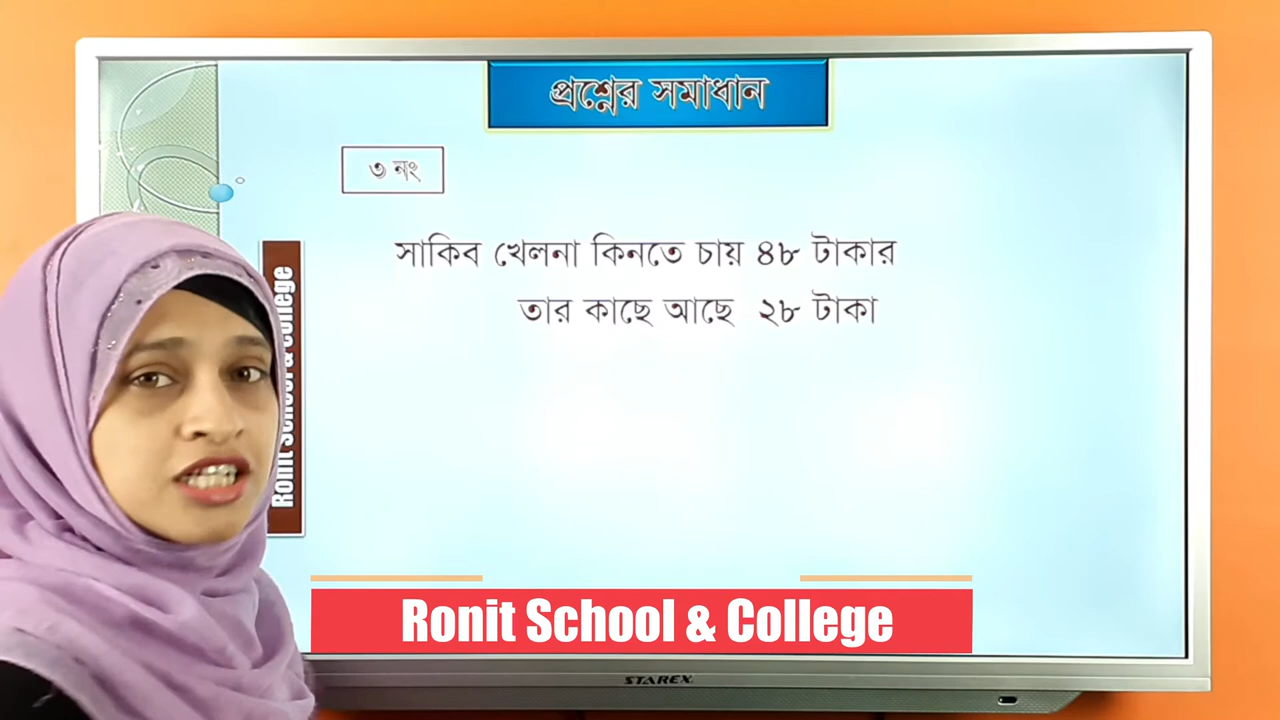 প্রশ্নের সমাধান
৩ নং
সাকিব খেলনা কিনতে চায় ৪৮ টাকার
তার কাছে আছে ২৮ টাকা
Ronit School & College
Ronit School & College
STAREX